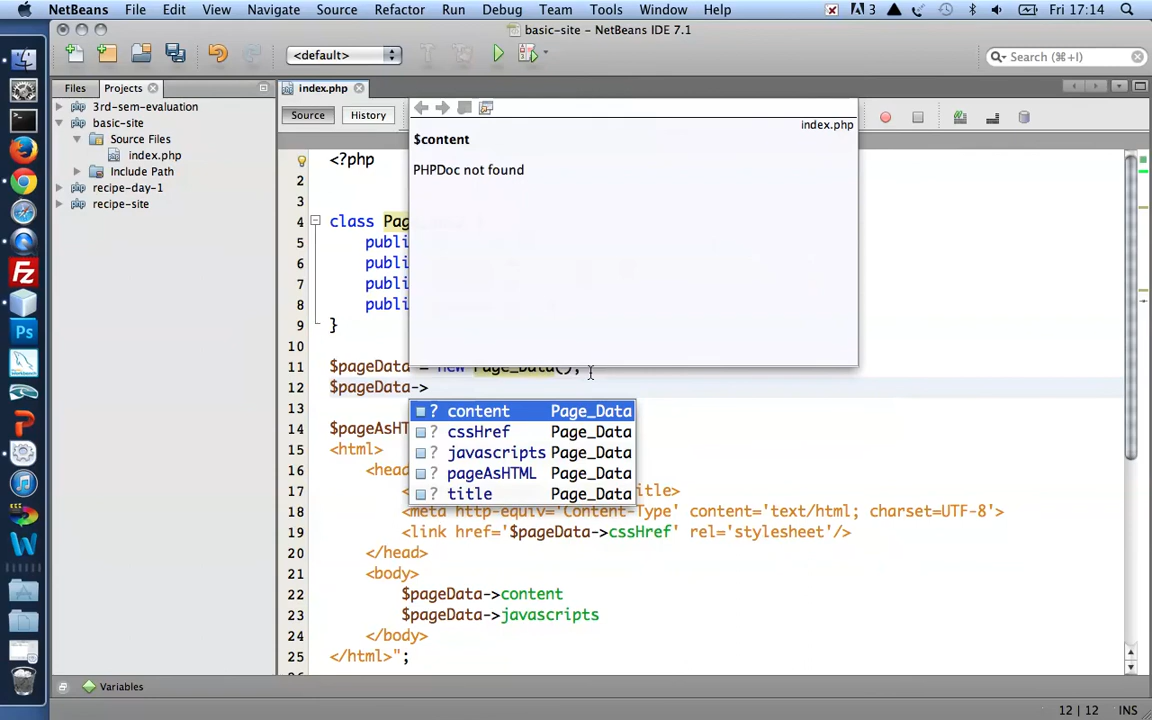 NetBeans File Edit View Navigate Source Refactor Run Debug Team Tools Window Help 3 Fri 17:14
basic-site - NetBeans IDE 7.1
<default> Search (⌘+I)
Files Projects index.php
Source History
3rd-sem-evaluation
basic-site
Source Files
index.php
Include Path
recipe-day-1
recipe-site
index.php
$content
PHPDoc not found
<?php
2
3
4 class Pag
5 publi
6 publi
7 publi
8 publi
9 }
10
11 $pageData = new Page_Data();
12 $pageData->
13
14 $pageAsHT
15 <html>
16 <head
17 itle>
18 <meta http-equiv='Content-Type' content='text/html; charset=UTF-8'>
19 <link href='$pageData->cssHref' rel='stylesheet'/>
20 </head>
21 <body>
22 $pageData->content
23 $pageData->javascripts
24 </body>
25 </html>";
? content Page_Data
? cssHref Page_Data
? javascripts Page_Data
? pageAsHTML Page_Data
? title Page_Data
Variables
12 | 12 INS